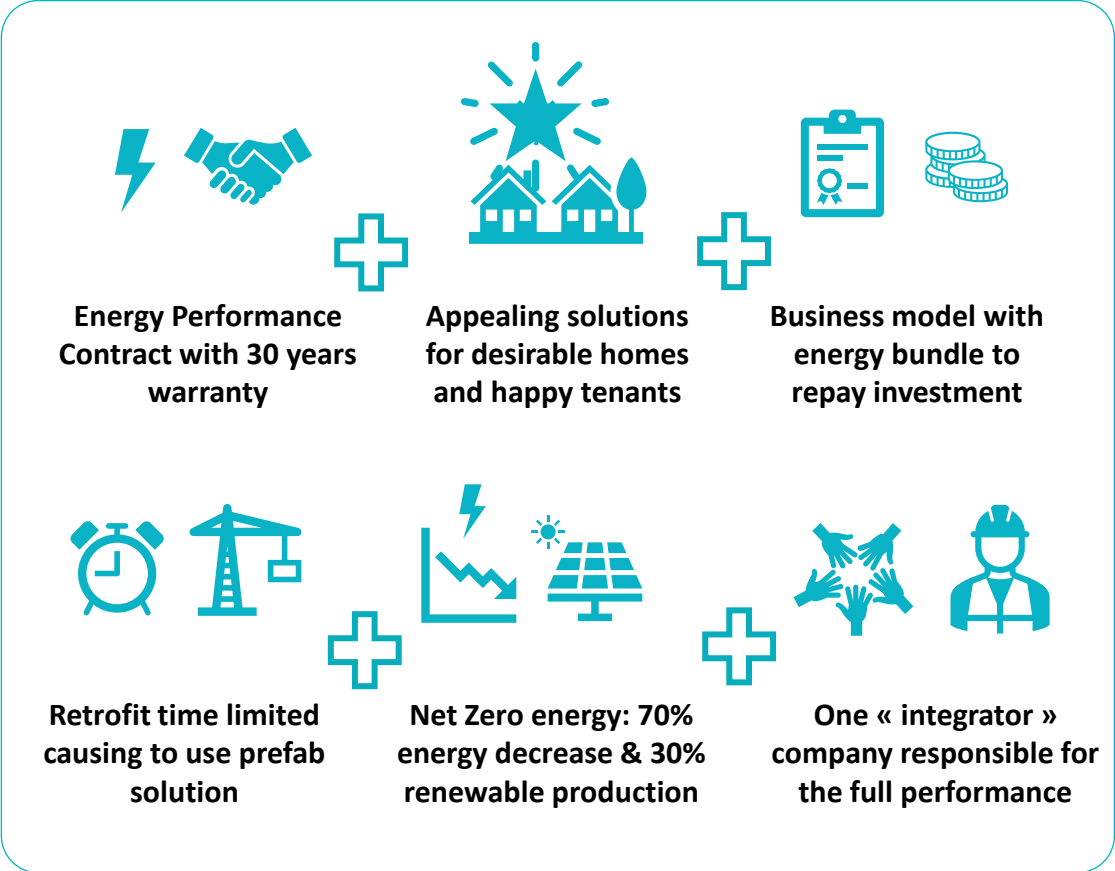 Energy Performance
Contract with 30 years
warranty
Appealing solutions
for desirable homes
and happy tenants
Business model with
energy bundle to
repay investment
Retrofit time limited
causing to use prefab
solution
Net Zero energy: 70%
energy decrease & 30%
renewable production
One « integrator »
company responsible for
the full performance